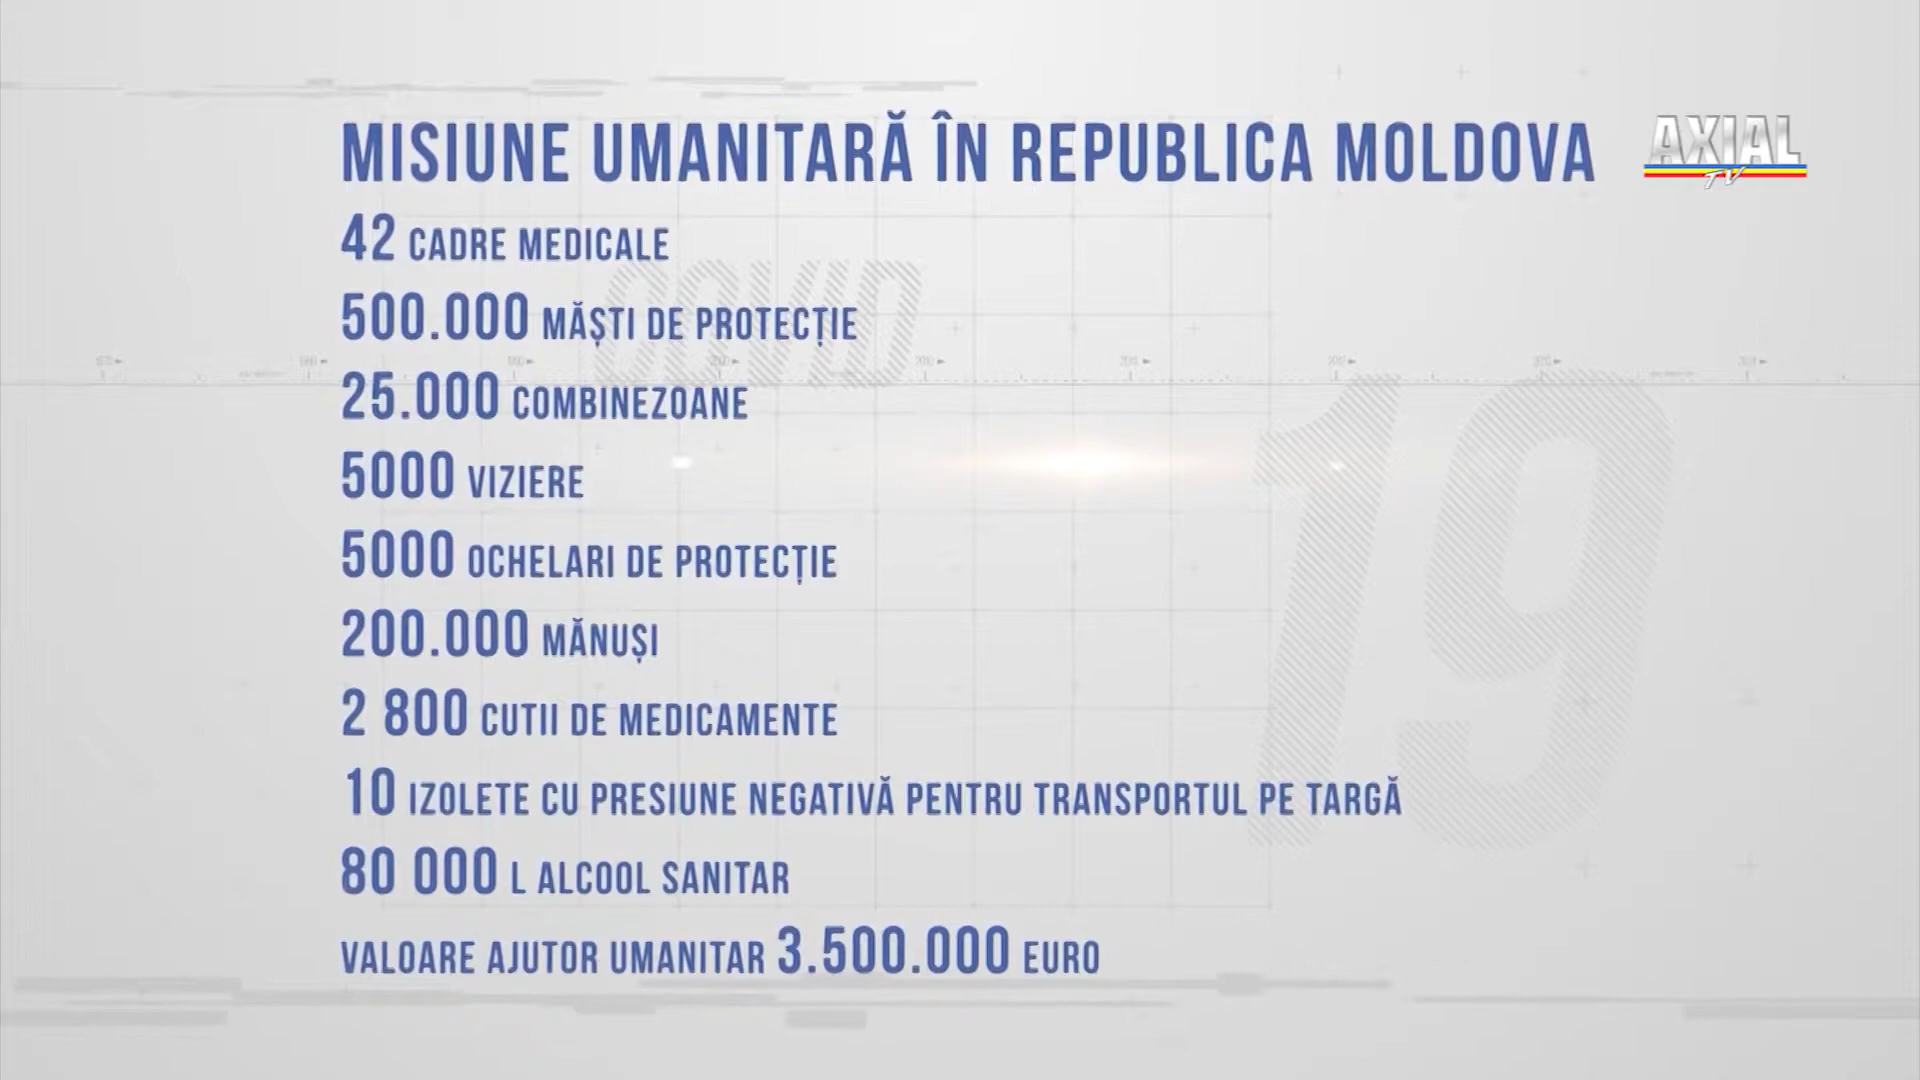 MISIUNE UMANITARĂ ÎN REPUBLICA MOLDOVA
AXIAL
TV
42 CADRE MEDICALE
500.000 MĂȘTI DE PROTECȚIE
25.000 COMBINEZOANE
5000 VIZIERE
5000 OCHELARI DE PROTECȚIE
200.000 MĂNUȘI
2 800 CUTII DE MEDICAMENTE
10 IZOLETE CU PRESIUNE NEGATIVĂ PENTRU TRANSPORTUL PE TARGĂ
80 000 L ALCOOL SANITAR
VALOARE AJUTOR UMANITAR 3.500.000 EURO
COVID
19